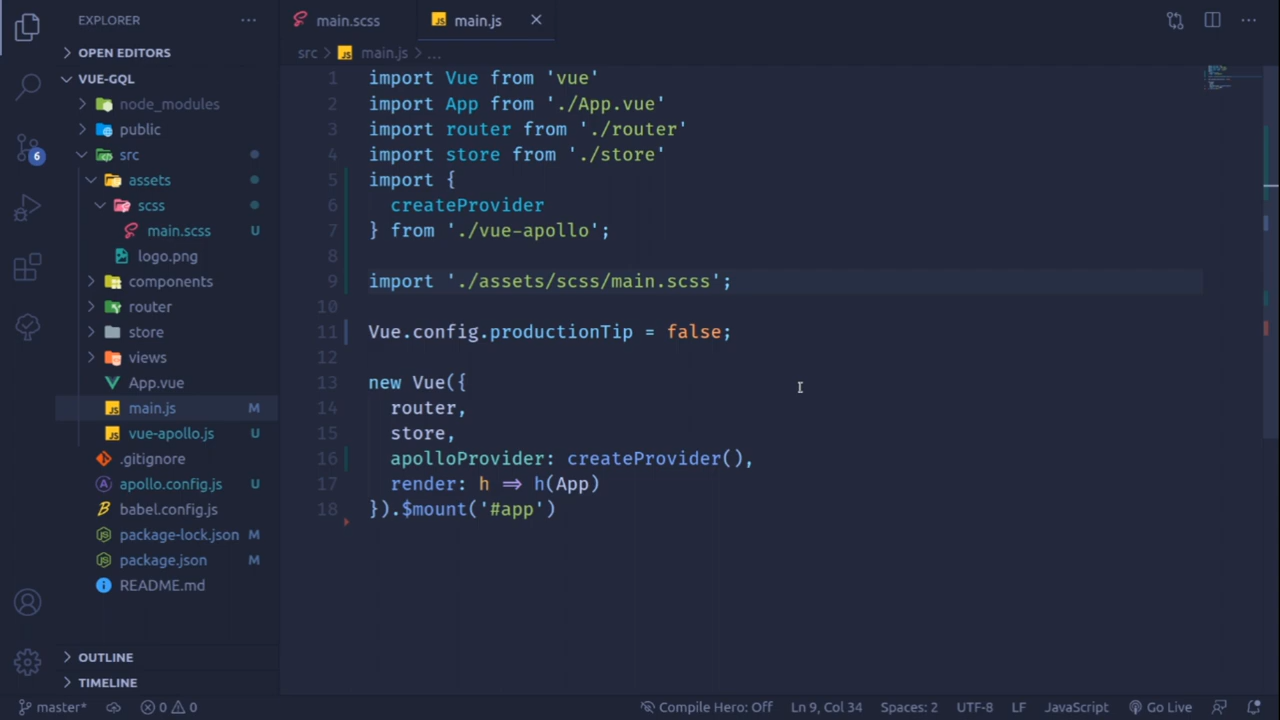 EXPLORER
OPEN EDITORS
VUE-GQL
node_modules
public
src
assets
scss
main.scss U
logo.png
components
router
store
views
App.vue
main.js M
vue-apollo.js U
.gitignore
apollo.config.js U
babel.config.js
package-lock.json M
package.json M
README.md
OUTLINE
TIMELINE
6
main.scss
main.js
src > main.js > ...
1 import Vue from 'vue'
2 import App from './App.vue'
3 import router from './router'
4 import store from './store'
5 import {
6 createProvider
7 } from './vue-apollo';
8
9 import './assets/scss/main.scss';
10
11 Vue.config.productionTip = false;
12
13 new Vue({
14 router,
15 store,
16 apolloProvider: createProvider(),
17 render: h => h(App)
18 }).$mount('#app')
master* 0 0 Compile Hero: Off Ln 9, Col 34 Spaces: 2 UTF-8 LF JavaScript Go Live